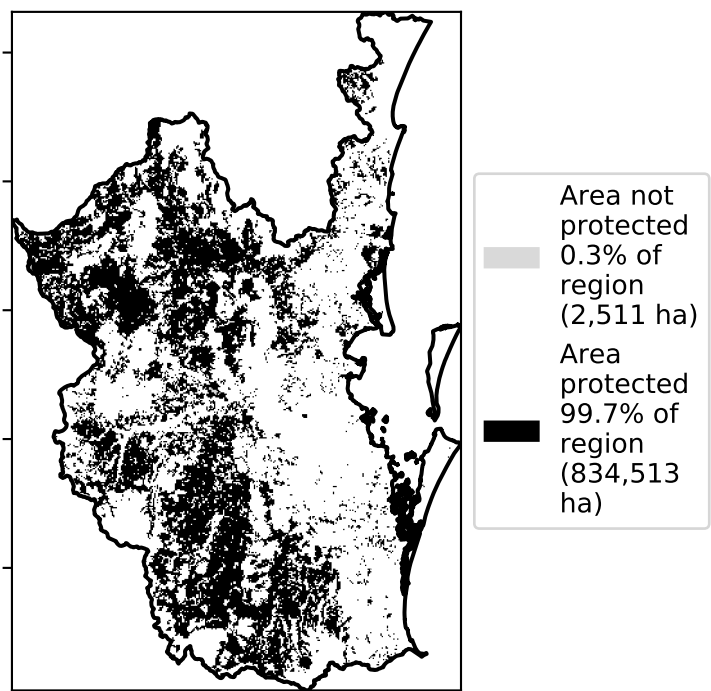 Area not
protected
0.3% of
region
(2,511 ha)
Area
protected
99.7% of
region
(834,513
ha)